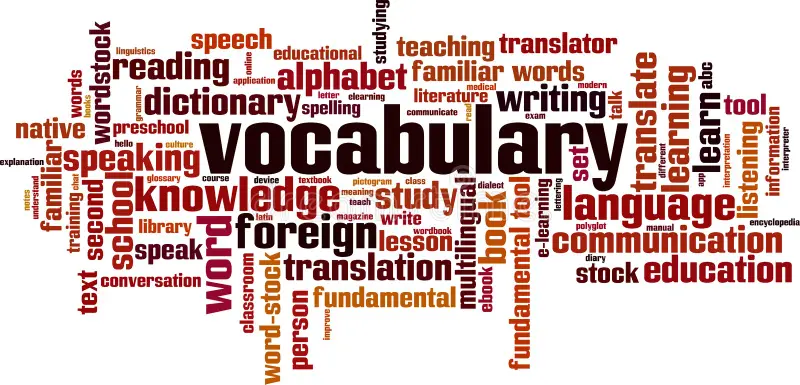 speech
educational
studying
teaching
translator
linguistics
reading
online
application
alphabet
familiar words
wordstock
words
books
grammar
dictionary
letter
elearning
spelling
literature
medical
modern
writing
communicate
read
exam
talk
translate
learning
abc
learn
tool
native
preschool
vocabulary
hello
culture
explanation
familiar
speaking
set
different
app
interpretation
listening
information
interpreter
glossary
course
device
textbook
pictogram
class
dialect
notes
understand
training
chat
second
school
knowledge
meaning
teach
study
multilingual
book
fundamental tool
e-learning
lettering
language
library
word
latin
magazine
write
wordbook
polyglot
manual
encyclopedia
foreign
lesson
communication
speak
diary
text
conversation
classroom
word-stock
translation
ebook
stock
education
person
improve
fundamental